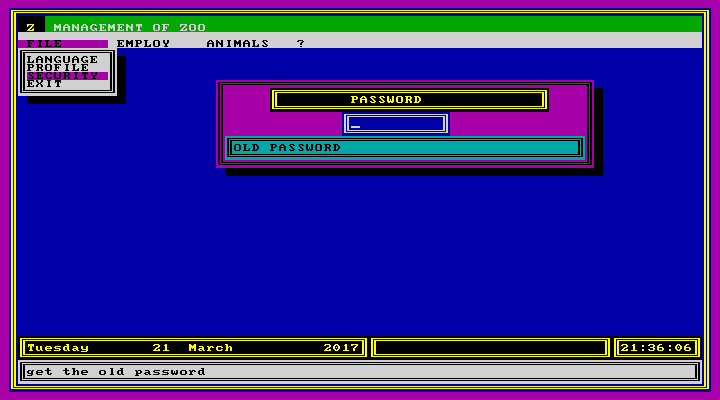 Z MANAGEMENT OF ZOO
FILE EMPLOY ANIMALS ?
LANGUAGE
PROFILE
SECURITY
EXIT
PASSWORD
_
OLD PASSWORD
Tuesday 21 March 2017 21:36:06
get the old password